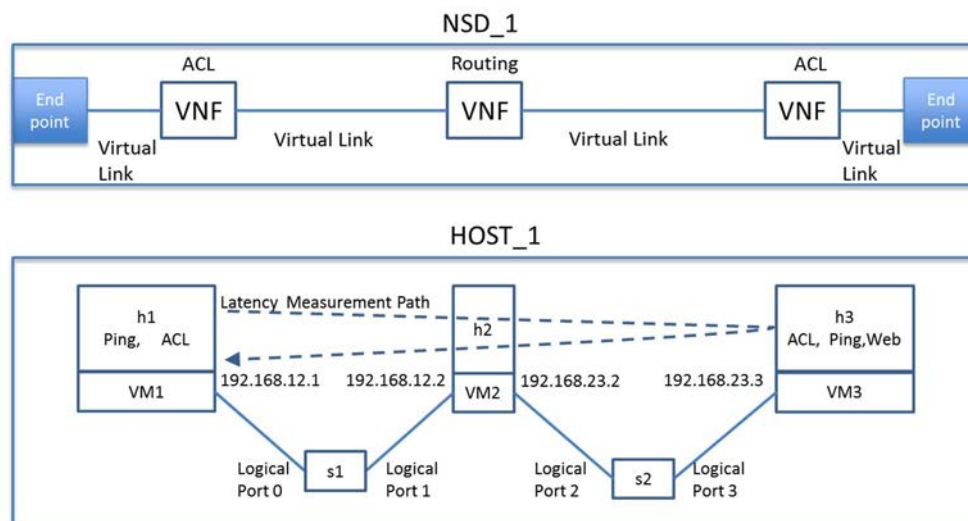 NSD_1
ACL
Routing
ACL
End
point
VNF
VNF
VNF
End
point
Virtual
Link
Virtual Link
Virtual Link
Virtual
Link
HOST_1
Latency Measurement Path
h1
Ping, ACL
h2
h3
ACL, Ping,Web
192.168.12.1
192.168.12.2
192.168.23.2
192.168.23.3
VM1
VM2
VM3
Logical
Port 0
s1
Logical
Port 1
Logical
Port 2
s2
Logical
Port 3